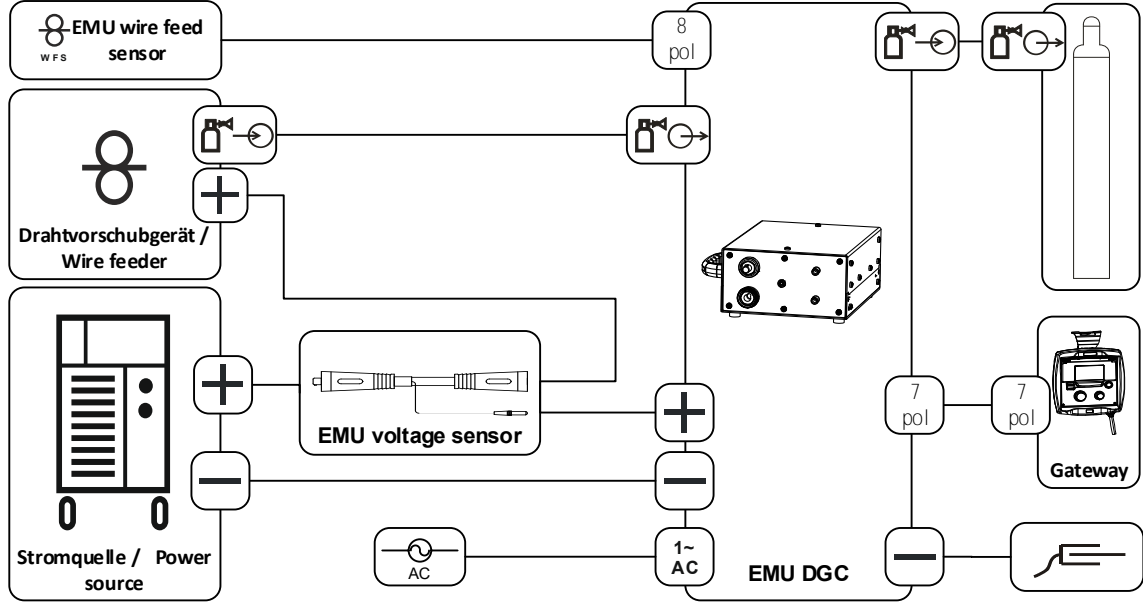 EMU wire feed
sensor
WFS
8
pol
Drahtvorschubgerät /
Wire feeder
EMU voltage sensor
7
pol
7
pol
Gateway
Stromquelle / Power
source
AC
1~
AC
EMU DGC